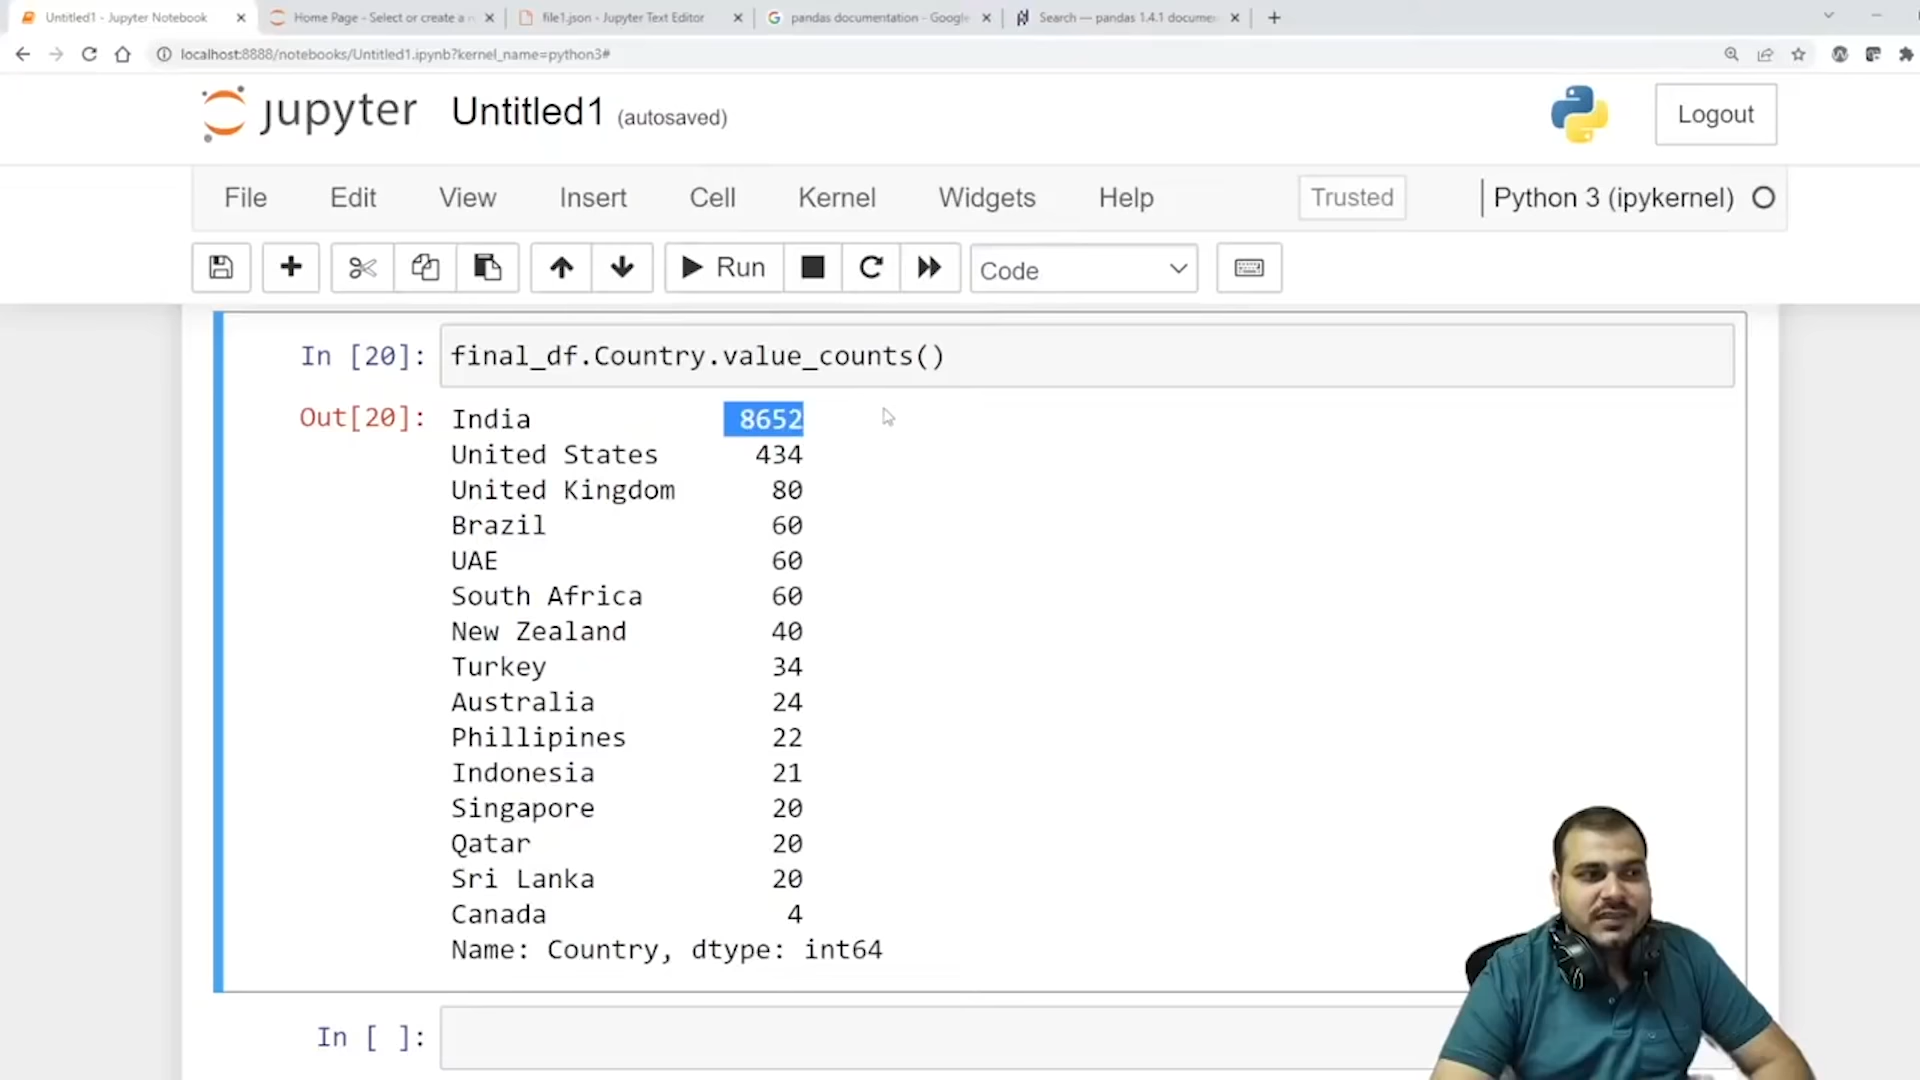 Untitled1 - Jupyter Notebook
Home Page - Select or create a n
file1.json - Jupyter Text Editor
pandas documentation - Google
Search — pandas 1.4.1 docume
localhost:8888/notebooks/Untitled1.ipynb?kernel_name=python3#
jupyter Untitled1 (autosaved)
Logout
File Edit View Insert Cell Kernel Widgets Help Trusted Python 3 (ipykernel)
Run Code
In [20]: final_df.Country.value_counts()
Out[20]: India 8652
United States 434
United Kingdom 80
Brazil 60
UAE 60
South Africa 60
New Zealand 40
Turkey 34
Australia 24
Phillipines 22
Indonesia 21
Singapore 20
Qatar 20
Sri Lanka 20
Canada 4
Name: Country, dtype: int64
In [ ]: